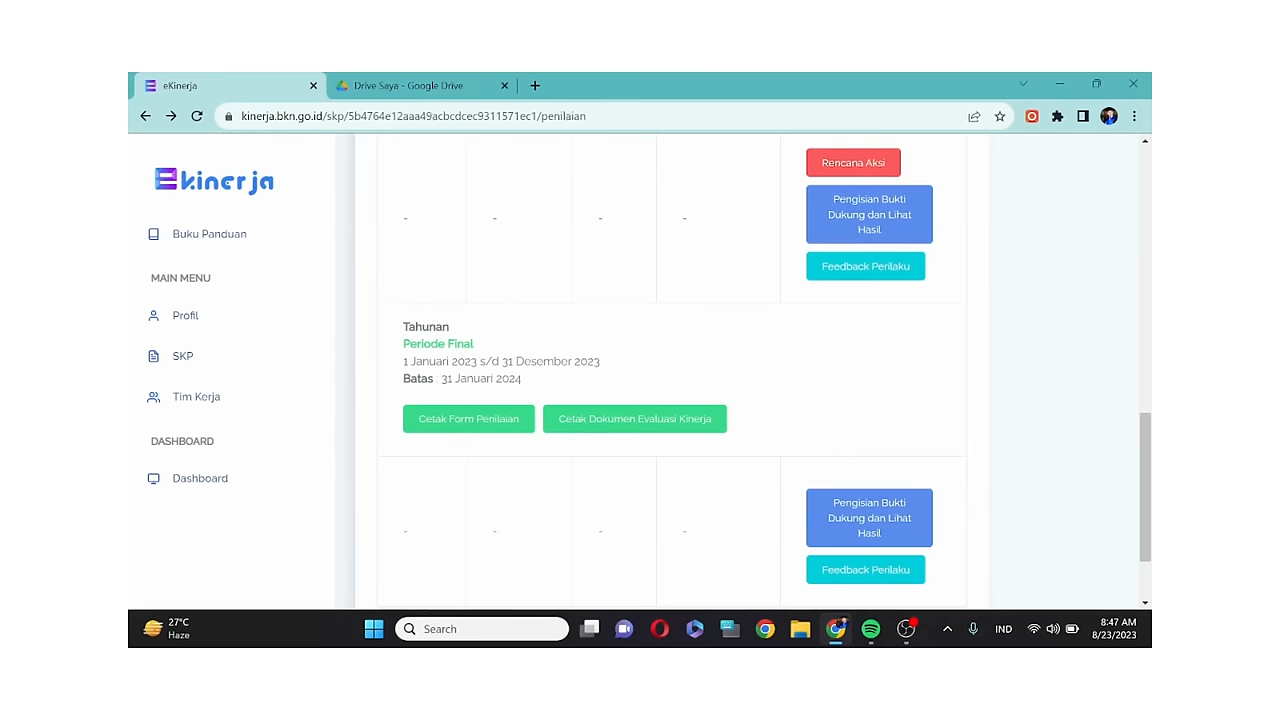 eKinerja
Drive Saya - Google Drive
kinerja.bkn.go.id/skp/5b4764e12aaa49acbcdcec9311571ec1/penilaian
Ekinerja
Buku Panduan
MAIN MENU
Profil
SKP
Tim Kerja
DASHBOARD
Dashboard
Rencana Aksi
- - - -
Pengisian Bukti
Dukung dan Lihat
Hasil
Feedback Perilaku
Tahunan
Periode Final
1 Januari 2023 s/d 31 Desember 2023
Batas : 31 Januari 2024
Cetak Form Penilaian
Cetak Dokumen Evaluasi Kinerja
- - - -
Pengisian Bukti
Dukung dan Lihat
Hasil
Feedback Perilaku
27°C
Haze
Search
IND
8:47 AM
8/23/2023